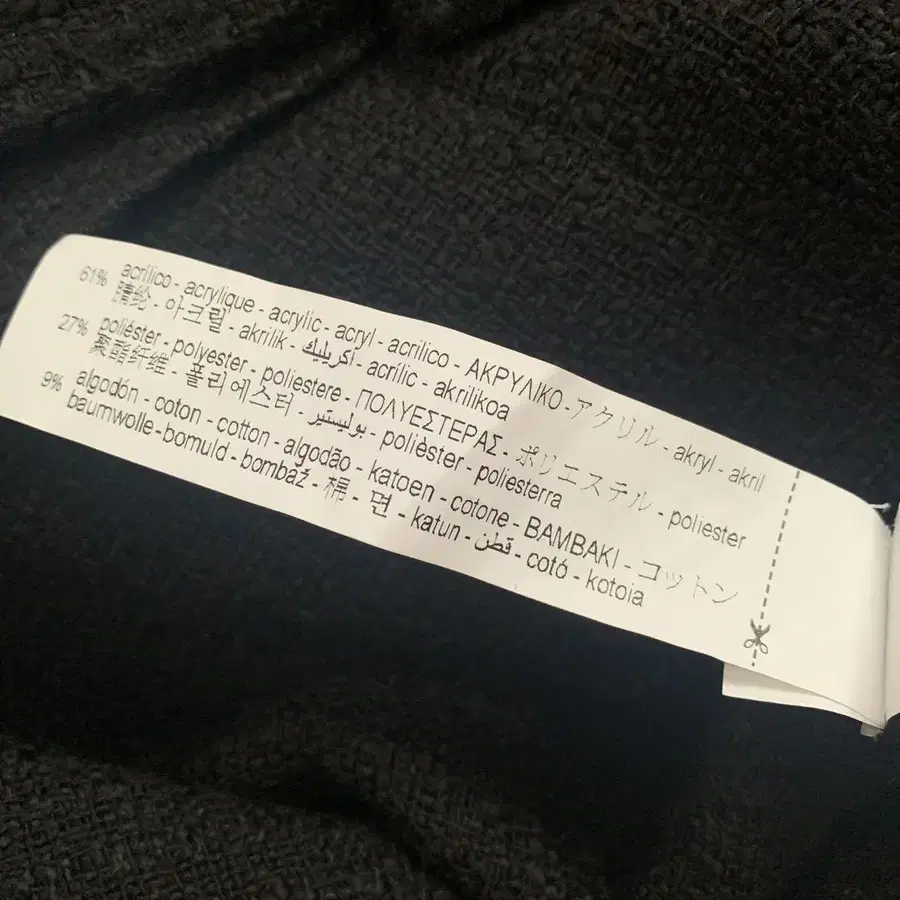 61% acrílico - acrylique - acrylic - acryl - acrilico - ΑΚΡΥΛΙΚΟ - アクリル - akryl - akril
腈纶 - 아크릴 - akrilik - أكريليك - acrílic - akrilikoa
27% poliéster - polyester - poliestere - ΠΟΛΥΕΣΤΕΡΑΣ - ポリエステル - poliester
聚酯纤维 - 폴리에스터 - بوليستير - polièster - poliesterra
9% algodón - coton - cotton - algodão - katoen - cotone - BAMBAKI - コットン
baumwolle - bomuld - bombaž - 棉 - 면 - katun - قطن - cotó - kotoia